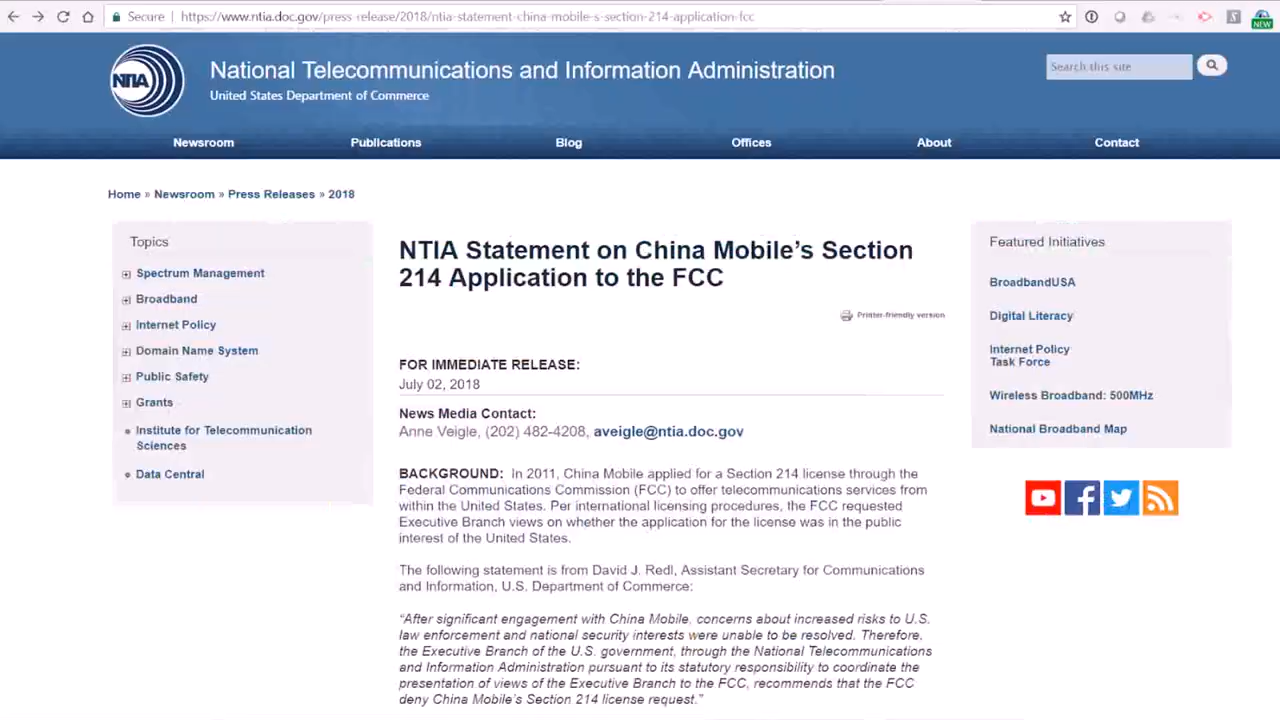 Secure https://www.ntia.doc.gov/press-release/2018/ntia-statement-china-mobile-s-section-214-application-fcc
NEW
NTIA
National Telecommunications and Information Administration
United States Department of Commerce
Search this site
Newsroom Publications Blog Offices About Contact
Home » Newsroom » Press Releases » 2018
Topics
Spectrum Management
Broadband
Internet Policy
Domain Name System
Public Safety
Grants
Institute for Telecommunication
Sciences
Data Central
NTIA Statement on China Mobile’s Section
214 Application to the FCC
Printer-friendly version
FOR IMMEDIATE RELEASE:
July 02, 2018
News Media Contact:
Anne Veigle, (202) 482-4208, aveigle@ntia.doc.gov
BACKGROUND: In 2011, China Mobile applied for a Section 214 license through the
Federal Communications Commission (FCC) to offer telecommunications services from
within the United States. Per international licensing procedures, the FCC requested
Executive Branch views on whether the application for the license was in the public
interest of the United States.
The following statement is from David J. Redl, Assistant Secretary for Communications
and Information, U.S. Department of Commerce:
“After significant engagement with China Mobile, concerns about increased risks to U.S.
law enforcement and national security interests were unable to be resolved. Therefore,
the Executive Branch of the U.S. government, through the National Telecommunications
and Information Administration pursuant to its statutory responsibility to coordinate the
presentation of views of the Executive Branch to the FCC, recommends that the FCC
deny China Mobile’s Section 214 license request.”
Featured Initiatives
BroadbandUSA
Digital Literacy
Internet Policy
Task Force
Wireless Broadband: 500MHz
National Broadband Map